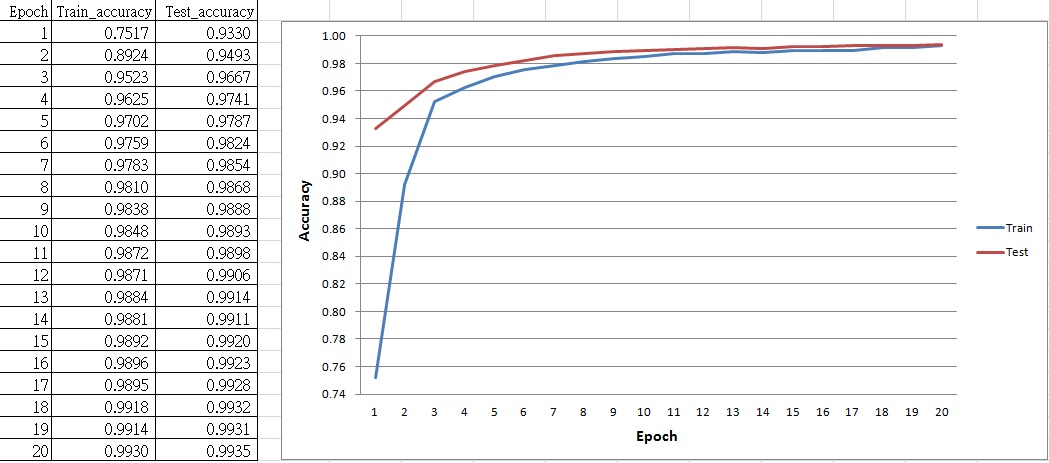 Epoch Train_accuracy Test_accuracy
1 0.7517 0.9330
2 0.8924 0.9493
3 0.9523 0.9667
4 0.9625 0.9741
5 0.9702 0.9787
6 0.9759 0.9824
7 0.9783 0.9854
8 0.9810 0.9868
9 0.9838 0.9888
10 0.9848 0.9893
11 0.9872 0.9898
12 0.9871 0.9906
13 0.9884 0.9914
14 0.9881 0.9911
15 0.9892 0.9920
16 0.9896 0.9923
17 0.9895 0.9928
18 0.9918 0.9932
19 0.9914 0.9931
20 0.9930 0.9935
Accuracy
1.00
0.98
0.96
0.94
0.92
0.90
0.88
0.86
0.84
0.82
0.80
0.78
0.76
0.74
1 2 3 4 5 6 7 8 9 10 11 12 13 14 15 16 17 18 19 20
Epoch
Train
Test